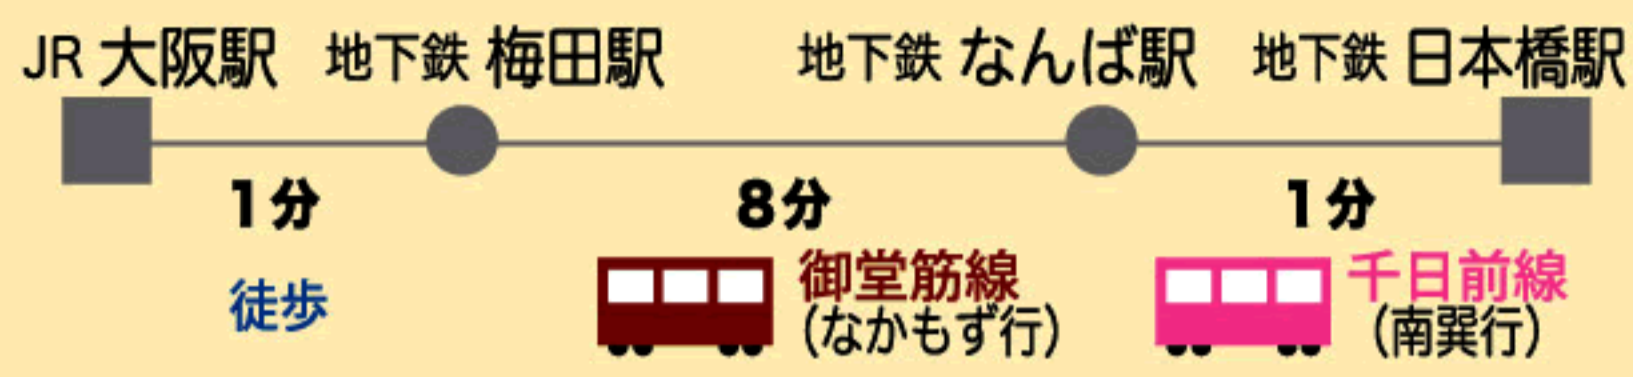 JR 大阪駅 地下鉄 梅田駅 地下鉄 なんば駅 地下鉄 日本橋駅
1分 8分 1分
徒歩
御堂筋線
(なかもず行)
千日前線
(南巽行)